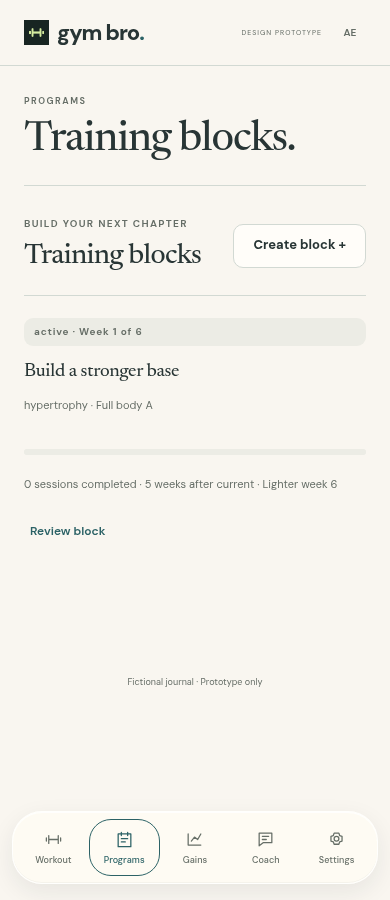 gym bro.
DESIGN PROTOTYPE
AE
PROGRAMS
Training blocks.
BUILD YOUR NEXT CHAPTER
Training blocks
Create block +
active · Week 1 of 6
Build a stronger base
hypertrophy · Full body A
0 sessions completed · 5 weeks after current · Lighter week 6
Review block
Fictional journal · Prototype only
Workout
Programs
Gains
Coach
Settings